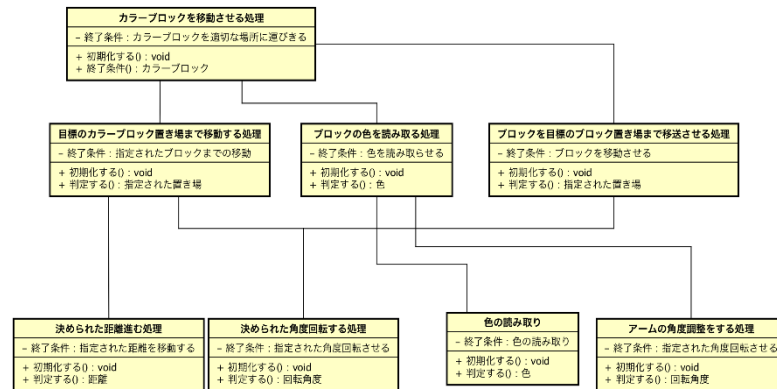 カラーブロックを移動させる処理
− 終了条件 : カラーブロックを適切な場所に運びきる
+ 初期化する() : void
+ 終了条件() : カラーブロック
目標のカラーブロック置き場まで移動する処理
− 終了条件 : 指定されたブロックまでの移動
+ 初期化する() : void
+ 判定する() : 指定された置き場
ブロックの色を読み取る処理
− 終了条件 : 色を読み取らせる
+ 初期化する() : void
+ 判定する() : 色
ブロックを目標のブロック置き場まで移送させる処理
− 終了条件 : ブロックを移動させる
+ 初期化する() : void
+ 判定する() : 指定された置き場
決められた距離進む処理
− 終了条件 : 指定された距離を移動する
+ 初期化する() : void
+ 判定する() : 距離
決められた角度回転する処理
− 終了条件 : 指定された角度回転させる
+ 初期化する() : void
+ 判定する() : 回転角度
色の読み取り
− 終了条件 : 色の読み取り
+ 初期化する() : void
+ 判定する() : 色
アームの角度調整をする処理
− 終了条件 : 指定された角度回転させる
+ 初期化する() : void
+ 判定する() : 回転角度